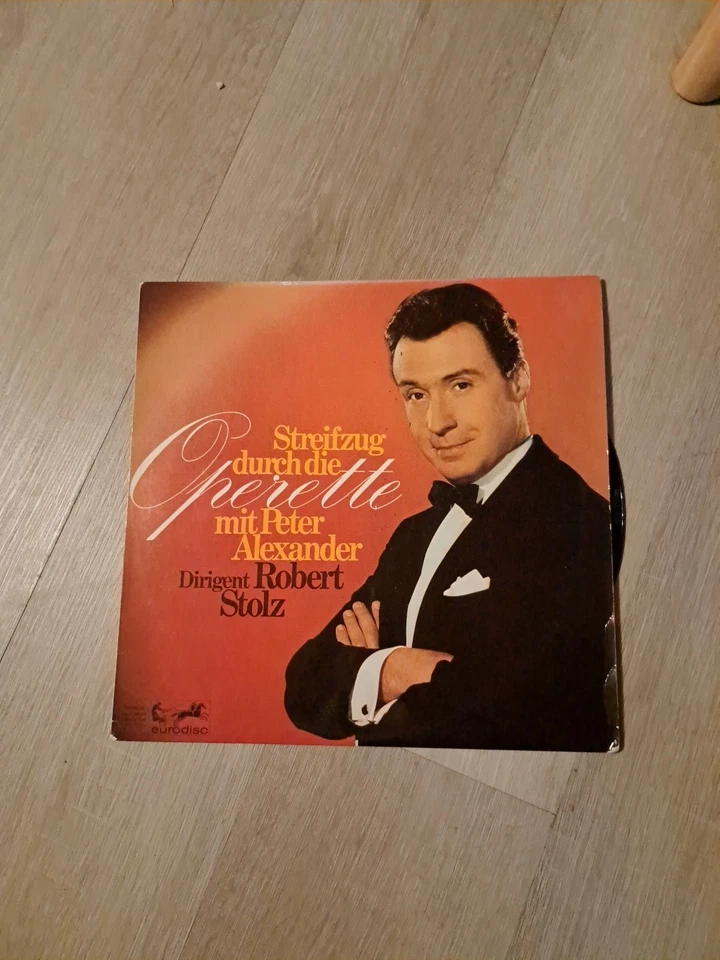 Streifzug
durch die
Operette
mit Peter
Alexander
Dirigent Robert
Stolz
eurodisc